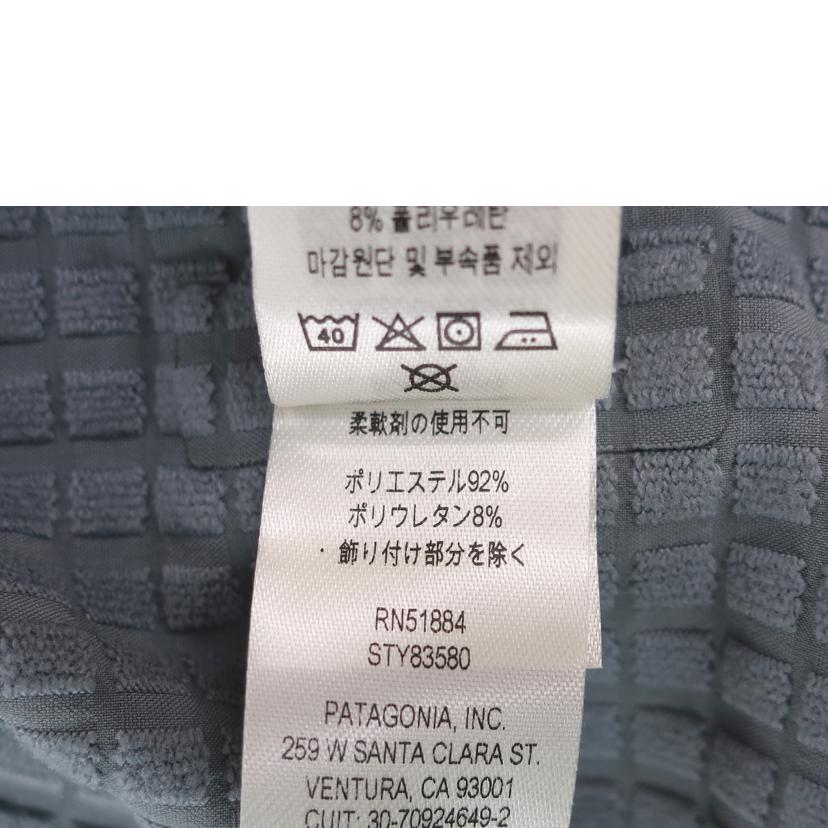 8% 폴리우레탄
마감원단 및 부속품 제외
40
柔軟剤の使用不可
ポリエステル92%
ポリウレタン8%
・飾り付け部分を除く
RN51884
STY83580
PATAGONIA, INC.
259 W SANTA CLARA ST.
VENTURA, CA 93001
CUIT: 30-70924649-2